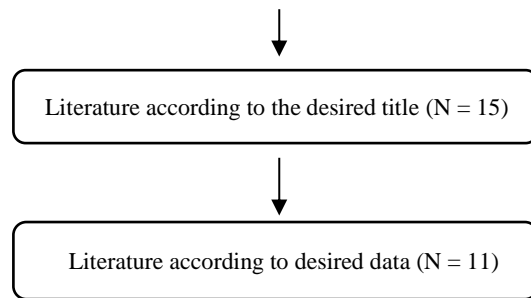 Literature according to the desired title (N = 15)
Literature according to desired data (N = 11)